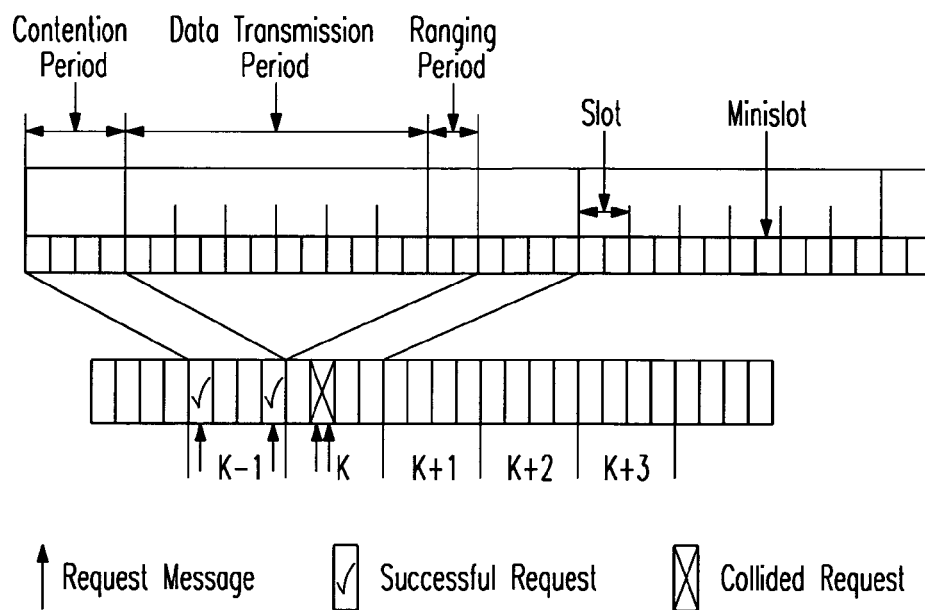 Contention Period
Data Transmission Period
Ranging Period
Slot
Minislot
K-1
K
K+1
K+2
K+3
Request Message
Successful Request
Collided Request